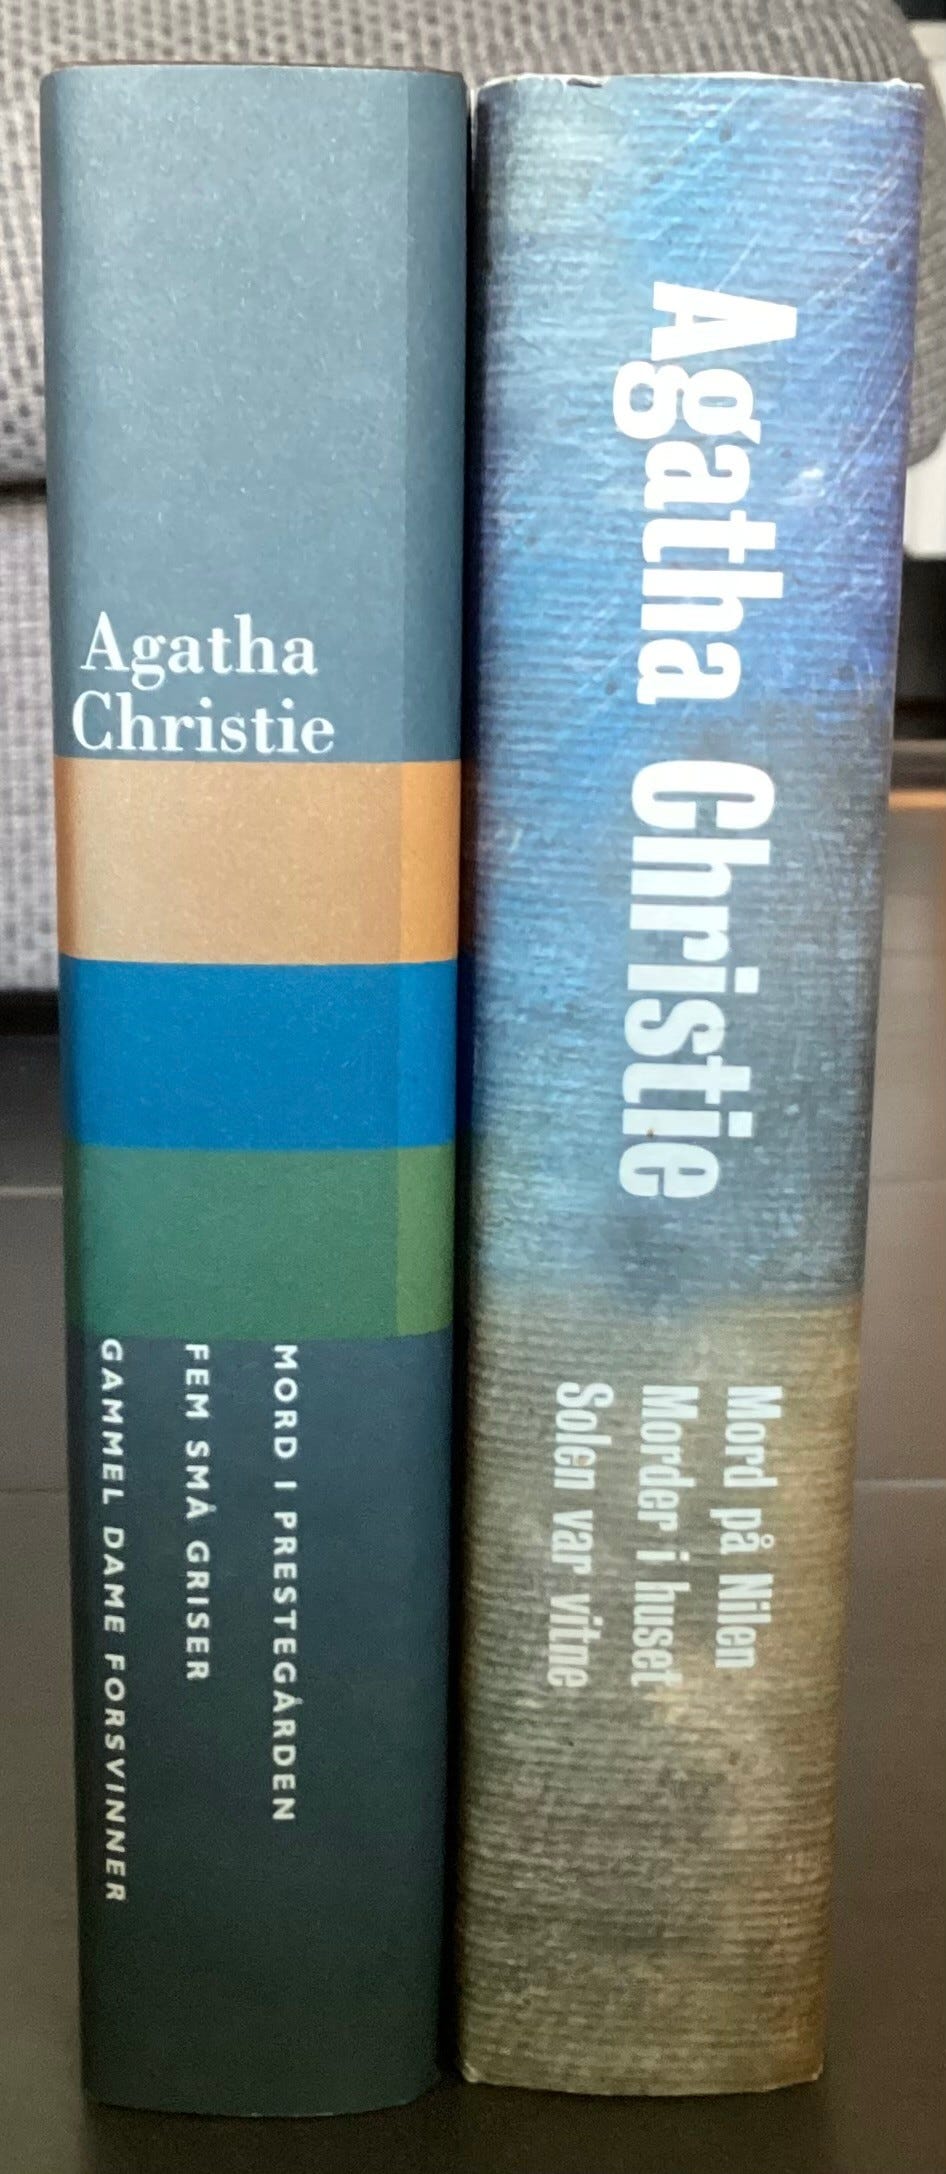 Agatha
Christie
MORD I PRESTEGÅRDEN
FEM SMÅ GRISER
GAMMEL DAME FORSVINNER
Agatha Christie
Mord på Nilen
Morder i huset
Solen var vitne